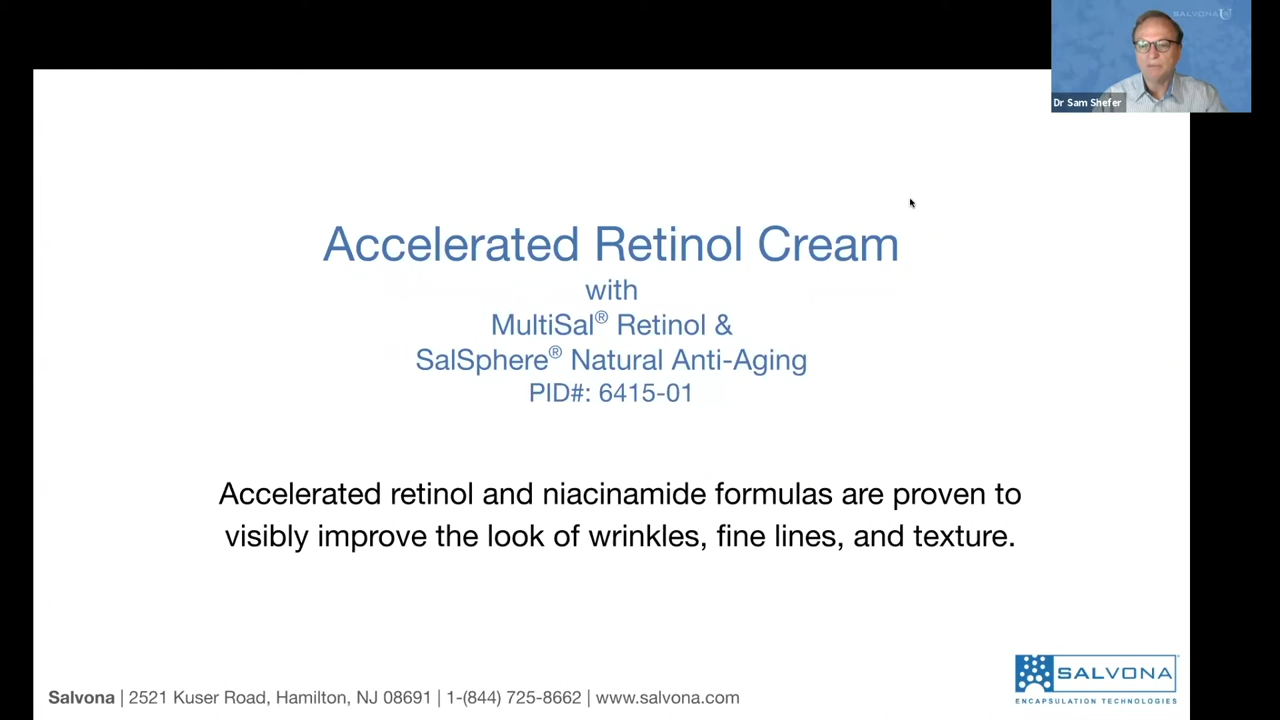 SALVONA U
Dr Sam Shefer
Accelerated Retinol Cream
with
MultiSal® Retinol &
SalSphere® Natural Anti-Aging
PID#: 6415-01
Accelerated retinol and niacinamide formulas are proven to
visibly improve the look of wrinkles, fine lines, and texture.
Salvona | 2521 Kuser Road, Hamilton, NJ 08691 | 1-(844) 725-8662 | www.salvona.com
SALVONA®
ENCAPSULATION TECHNOLOGIES